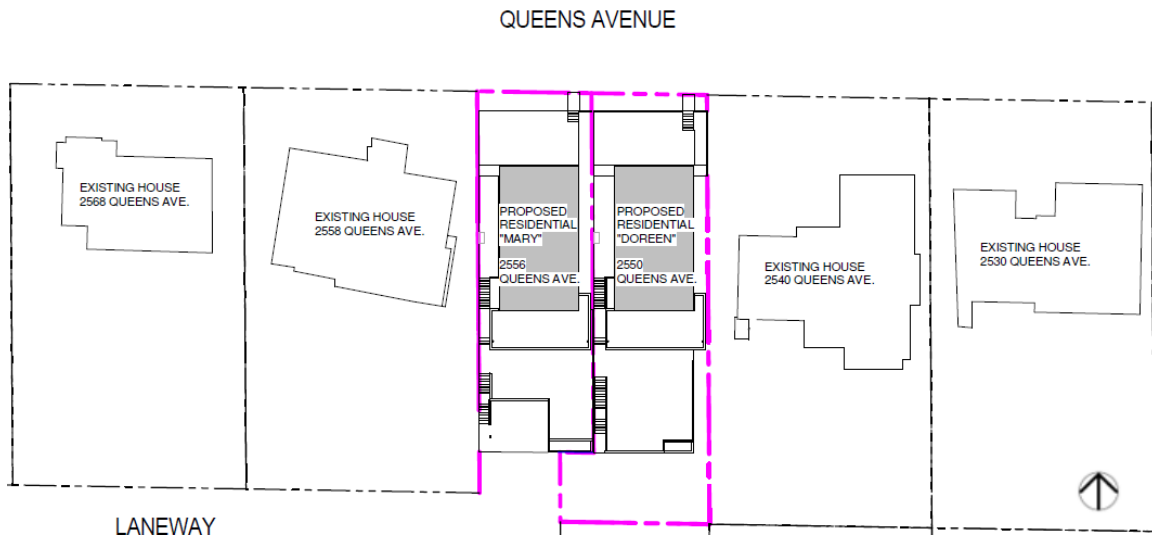 QUEENS AVENUE
EXISTING HOUSE
2568 QUEENS AVE.
EXISTING HOUSE
2558 QUEENS AVE.
PROPOSED
RESIDENTIAL
"MARY"
2556
QUEENS AVE.
PROPOSED
RESIDENTIAL
"DOREEN"
2550
QUEENS AVE.
EXISTING HOUSE
2540 QUEENS AVE.
EXISTING HOUSE
2530 QUEENS AVE.
LANEWAY